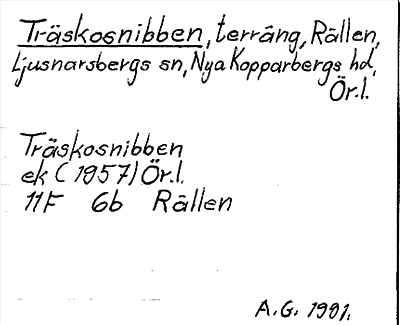 Träskosnibben, terräng, Rällen,
Ljusnarsbergs sn, Nya Kopparbergs hd,
Ör.l.
Träskosnibben
ek (1957) Ör.l.
11F 6b Rällen
A.G. 1991.